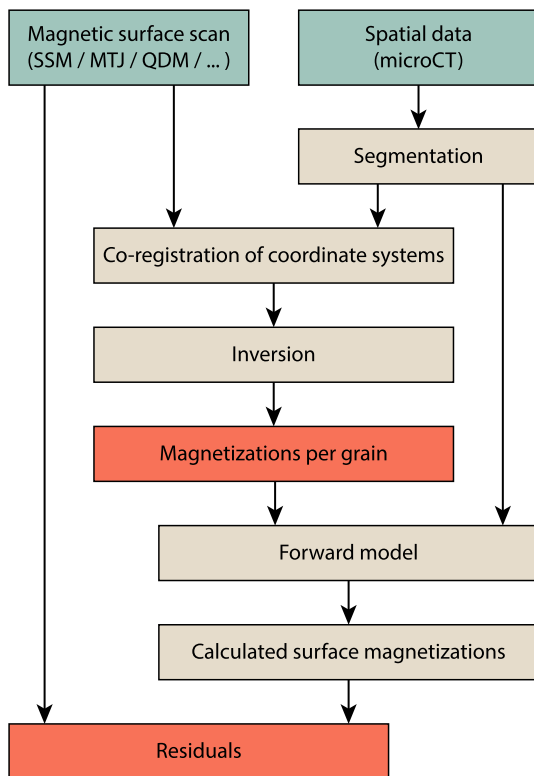 Magnetic surface scan
(SSM / MTJ / QDM / ... )
Spatial data
(microCT)
Segmentation
Co-registration of coordinate systems
Inversion
Magnetizations per grain
Forward model
Calculated surface magnetizations
Residuals